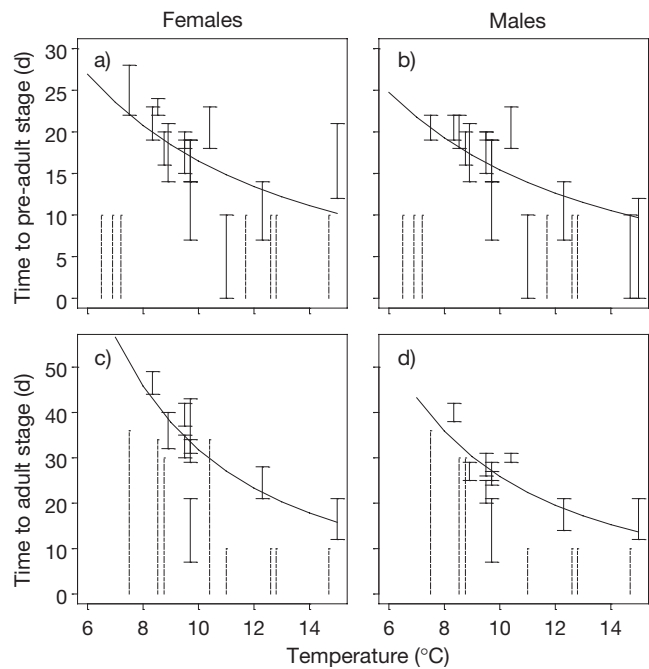 Females Males
Time to pre-adult stage (d)
30
25
20
15
10
5
0
a)
b)
Time to adult stage (d)
50
40
30
20
10
0
c)
d)
6 8 10 12 14 6 8 10 12 14
Temperature (°C)